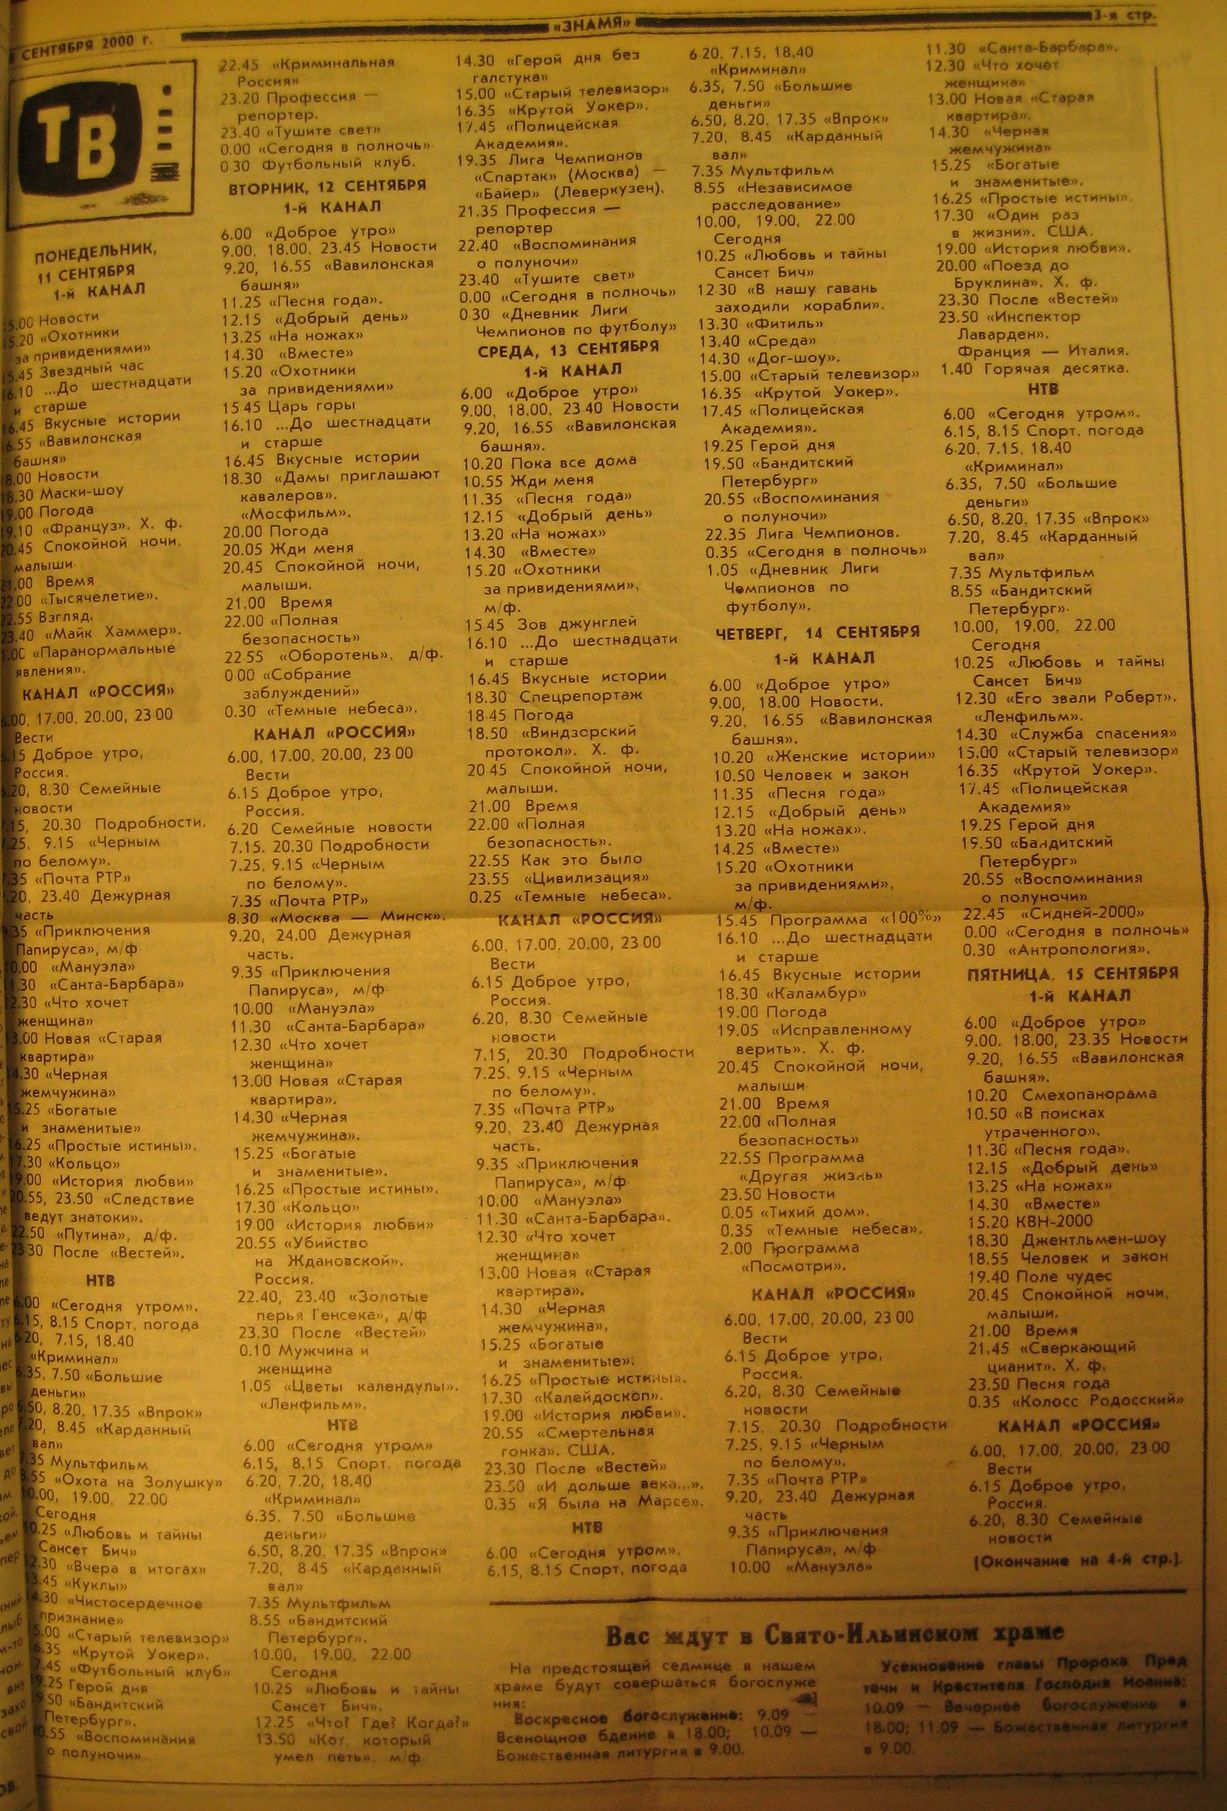 8 СЕНТЯБРЯ 2000 г.
«ЗНАМЯ»
3-я стр.
ТВ
ПОНЕДЕЛЬНИК,
11 СЕНТЯБРЯ
1-й КАНАЛ
15.00 Новости
15.20 «Охотники
за привидениями»
15.45 Звездный час
16.10 ...До шестнадцати
и старше
16.45 Вкусные истории
16.55 «Вавилонская
башня»
18.00 Новости
18.30 Маски-шоу
19.00 Погода
19.10 «Француз». Х. ф.
20.45 Спокойной ночи,
малыши
21.00 Время
22.00 «Тысячелетие».
22.55 Взгляд.
23.40 «Майк Хаммер».
1.00 «Паранормальные
явления».
КАНАЛ «РОССИЯ»
6.00, 17.00, 20.00, 23 00
Вести
6.15 Доброе утро,
Россия.
6.20, 8.30 Семейные
новости
7.15, 20.30 Подробности.
7.25, 9.15 «Черным
по белому».
7.35 «Почта РТР»
9.20, 23.40 Дежурная
часть
9.35 «Приключения
Папируса», м/ф
10.00 «Мануэла»
11.30 «Санта-Барбара»
12.30 «Что хочет
женщина»
13.00 Новая «Старая
квартира»
14.30 «Черная
жемчужина»
15.25 «Богатые
и знаменитые»
16.25 «Простые истины».
17.30 «Кольцо»
19.00 «История любви»
20.55, 23.50 «Следствие
ведут знатоки».
22.50 «Путина», д/ф.
23.30 После «Вестей».
НТВ
6.00 «Сегодня утром».
6.15, 8.15 Спорт, погода
6.20, 7.15, 18.40
«Криминал»
6.35, 7.50 «Большие
деньги»
6.50, 8.20, 17.35 «Впрок»
7.20, 8.45 «Карданный
вал»
7.35 Мультфильм
8.55 «Охота на Золушку»
10.00, 19.00, 22.00
Сегодня
10.25 «Любовь и тайны
Сансет Бич»
12.30 «Вчера в итогах»
13.45 «Куклы»
14.30 «Чистосердечное
признание»
15.00 «Старый телевизор»
16.35 «Крутой Уокер».
17.45 «Футбольный клуб»
19.25 Герой дня
19.50 «Бандитский
Петербург».
20.55 «Воспоминания
о полуночи»
22.45 «Криминальная
Россия»
23.20 Профессия —
репортер.
23.40 «Тушите свет»
0.00 «Сегодня в полночь»
0 30 Футбольный клуб.
ВТОРНИК, 12 СЕНТЯБРЯ
1-й КАНАЛ
6.00 «Доброе утро»
9.00, 18.00, 23.45 Новости
9.20, 16.55 «Вавилонская
башня»
11.25 «Песня года».
12.15 «Добрый день»
13.25 «На ножах»
14.30 «Вместе»
15.20 «Охотники
за привидениями»
15 45 Царь горы
16.10 ...До шестнадцати
и старше
16.45 Вкусные истории
18.30 «Дамы приглашают
кавалеров».
«Мосфильм».
20.00 Погода
20.05 Жди меня
20.45 Спокойной ночи,
малыши.
21.00 Время
22.00 «Полная
безопасность»
22 55 «Оборотень», д/ф.
0 00 «Собрание
заблуждений»
0.30 «Темные небеса».
КАНАЛ «РОССИЯ»
6.00, 17.00, 20.00, 23 00
Вести
6.15 Доброе утро,
Россия.
6.20 Семейные новости
7.15, 20.30 Подробности
7.25, 9.15 «Черным
по белому».
7.35 «Почта РТР»
8.30 «Москва — Минск».
9.20, 24.00 Дежурная
часть.
9.35 «Приключения
Папируса», м/ф
10.00 «Мануэла»
11.30 «Санта-Барбара»
12.30 «Что хочет
женщина»
13.00 Новая «Старая
квартира».
14.30 «Черная
жемчужина».
15.25 «Богатые
и знаменитые».
16.25 «Простые истины».
17.30 «Кольцо»
19.00 «История любви»
20.55 «Убийство
на Ждановской».
Россия.
22.40, 23.40 «Золотые
перья Генсека», д/ф
23.30 После «Вестей»
0.10 Мужчина и
женщина
1.05 «Цветы календулы».
«Ленфильм».
НТВ
6.00 «Сегодня утром»
6.15, 8.15 Спорт, погода
6.20, 7.20, 18.40
«Криминал»
6.35, 7.50 «Большие
деньги»
6.50, 8.20, 17.35 «Впрок»
7.20, 8 45 «Карданный
вал»
7.35 Мультфильм
8.55 «Бандитский
Петербург».
10.00, 19.00, 22 00
Сегодня
10.25 «Любовь и тайны
Сансет Бич».
12.25 «Что? Где? Когда?»
13.50 «Кот, который
умел петь», м/ф
14.30 «Герой дня без
галстука»
15.00 «Старый телевизор»
16.35 «Крутой Уокер».
17.45 «Полицейская
Академия».
19.35 Лига Чемпионов
«Спартак» (Москва) —
«Байер» (Леверкузен).
21.35 Профессия —
репортер
22.40 «Воспоминания
о полуночи»
23.40 «Тушите свет»
0.00 «Сегодня в полночь»
0 30 «Дневник Лиги
Чемпионов по футболу»
СРЕДА, 13 СЕНТЯБРЯ
1-й КАНАЛ
6.00 «Доброе утро»
9.00, 18.00, 23.40 Новости
9.20, 16.55 «Вавилонская
башня».
10.20 Пока все дома
10.55 Жди меня
11.35 «Песня года»
12.15 «Добрый день»
13.20 «На ножах»
14.30 «Вместе»
15.20 «Охотники
за привидениями»,
м/ф.
15 45 Зов джунглей
16.10 ...До шестнадцати
и старше
16.45 Вкусные истории
18.30 Спецрепортаж
18 45 Погода
18.50 «Виндзорский
протокол». Х. ф.
20 45 Спокойной ночи,
малыши.
21.00 Время
22.00 «Полная
безопасность».
22.55 Как это было
23.55 «Цивилизация»
0.25 «Темные небеса».
КАНАЛ «РОССИЯ»
6.00, 17.00, 20.00, 23 00
Вести
6.15 Доброе утро,
Россия.
6.20, 8.30 Семейные
новости
7.15, 20.30 Подробности
7.25, 9.15 «Черным
по белому».
7.35 «Почта РТР»
9.20, 23.40 Дежурная
часть.
9.35 «Приключения
Папируса», м/ф
10.00 «Мануэла»
11.30 «Санта-Барбара».
12.30 «Что хочет
женщина»
13.00 Новая «Старая
квартира».
14.30 «Черная
жемчужина».
15.25 «Богатые
и знаменитые».
16.25 «Простые истины».
17.30 «Калейдоскоп».
19.00 «История любви».
20.55 «Смертельная
гонка». США.
23.30 После «Вестей»
23.50 «И дольше века...».
0.35 «Я была на Марсе».
НТВ
6.00 «Сегодня утром».
6.15, 8.15 Спорт, погода
6 20, 7.15, 18.40
«Криминал»
6.35, 7.50 «Большие
деньги»
6.50, 8.20, 17.35 «Впрок»
7.20, 8.45 «Карданный
вал»
7.35 Мультфильм
8.55 «Независимое
расследование»
10.00, 19.00, 22.00
Сегодня
10.25 «Любовь и тайны
Сансет Бич»
12 30 «В нашу гавань
заходили корабли».
13.30 «Фитиль»
13.40 «Среда»
14.30 «Дог-шоу».
15.00 «Старый телевизор»
16.35 «Крутой Уокер».
17.45 «Полицейская
Академия».
19.25 Герой дня
19.50 «Бандитский
Петербург»
20.55 «Воспоминания
о полуночи»
22.35 Лига Чемпионов.
0.35 «Сегодня в полночь»
1.05 «Дневник Лиги
Чемпионов по
футболу».
ЧЕТВЕРГ, 14 СЕНТЯБРЯ
1-й КАНАЛ
6.00 «Доброе утро»
9.00, 18.00 Новости.
9.20, 16.55 «Вавилонская
башня».
10.20 «Женские истории»
10.50 Человек и закон
11.35 «Песня года»
12.15 «Добрый день»
13.20 «На ножах».
14.25 «Вместе»
15.20 «Охотники
за привидениями»,
м/ф.
15.45 Программа «100%»
16.10 ...До шестнадцати
и старше
16.45 Вкусные истории
18.30 «Каламбур»
19.00 Погода
19.05 «Исправленному
верить». Х. ф.
20.45 Спокойной ночи,
малыши
21.00 Время
22.00 «Полная
безопасность»
22.55 Программа
«Другая жизнь»
23.50 Новости
0.05 «Тихий дом».
0.35 «Темные небеса».
2.00 Программа
«Посмотри».
КАНАЛ «РОССИЯ»
6.00, 17.00, 20.00, 23 00
Вести
6.15 Доброе утро,
Россия.
6.20, 8.30 Семейные
новости
7.15, 20.30 Подробности
7.25, 9.15 «Черным
по белому».
7.35 «Почта РТР»
9.20, 23.40 Дежурная
часть
9.35 «Приключения
Папируса», м/ф
10.00 «Мануэла»
11.30 «Санта-Барбара».
12.30 «Что хочет
женщина»
13.00 Новая «Старая
квартира».
14.30 «Черная
жемчужина»
15.25 «Богатые
и знаменитые».
16.25 «Простые истины».
17.30 «Один раз
в жизни». США.
19.00 «История любви».
20.00 «Поезд до
Бруклина». Х. ф.
23.30 После «Вестей»
23.50 «Инспектор
Лаварден».
Франция — Италия.
1.40 Горячая десятка.
НТВ
6.00 «Сегодня утром».
6.15, 8.15 Спорт, погода
6.20, 7.15, 18.40
«Криминал»
6.35, 7.50 «Большие
деньги»
6.50, 8.20, 17.35 «Впрок»
7.20, 8.45 «Карданный
вал»
7.35 Мультфильм
8.55 «Бандитский
Петербург»
10.00, 19.00, 22.00
Сегодня
10.25 «Любовь и тайны
Сансет Бич»
12.30 «Его звали Роберт».
«Ленфильм».
14.30 «Служба спасения»
15.00 «Старый телевизор»
16.35 «Крутой Уокер».
17.45 «Полицейская
Академия»
19.25 Герой дня
19.50 «Бандитский
Петербург»
20.55 «Воспоминания
о полуночи»
22.45 «Сидней-2000»
0.00 «Сегодня в полночь»
0.30 «Антропология».
ПЯТНИЦА, 15 СЕНТЯБРЯ
1-й КАНАЛ
6.00 «Доброе утро»
9.00, 18.00, 23.35 Новости
9.20, 16.55 «Вавилонская
башня».
10.20 Смехопанорама
10.50 «В поисках
утраченного».
11.30 «Песня года».
12.15 «Добрый день»
13.25 «На ножах»
14.30 «Вместе»
15.20 КВН-2000
18.30 Джентльмен-шоу
18.55 Человек и закон
19.40 Поле чудес
20.45 Спокойной ночи,
малыши.
21.00 Время
21.45 «Сверкающий
цианит». Х. ф.
23.50 Песня года
0.35 «Колосс Родосский»
КАНАЛ «РОССИЯ»
6.00, 17.00, 20.00, 23 00
Вести
6.15 Доброе утро,
Россия.
6.20, 8.30 Семейные
новости
(Окончание на 4-й стр.).
Вас ждут в Свято-Ильинском храме
На предстоящей седмице в нашем
храме будут совершаться богослуже
ния:
Воскресное богослужение: 9.09 —
Всенощное бдение в 18.00; 10.09 —
Божественная литургия в 9.00.
Усекновение главы Пророка Пред
течи и Крестителя Господня Иоанна:
10.09 — Вечернее богослужение в
18.00; 11.09 — Божественная литургия
в 9.00.